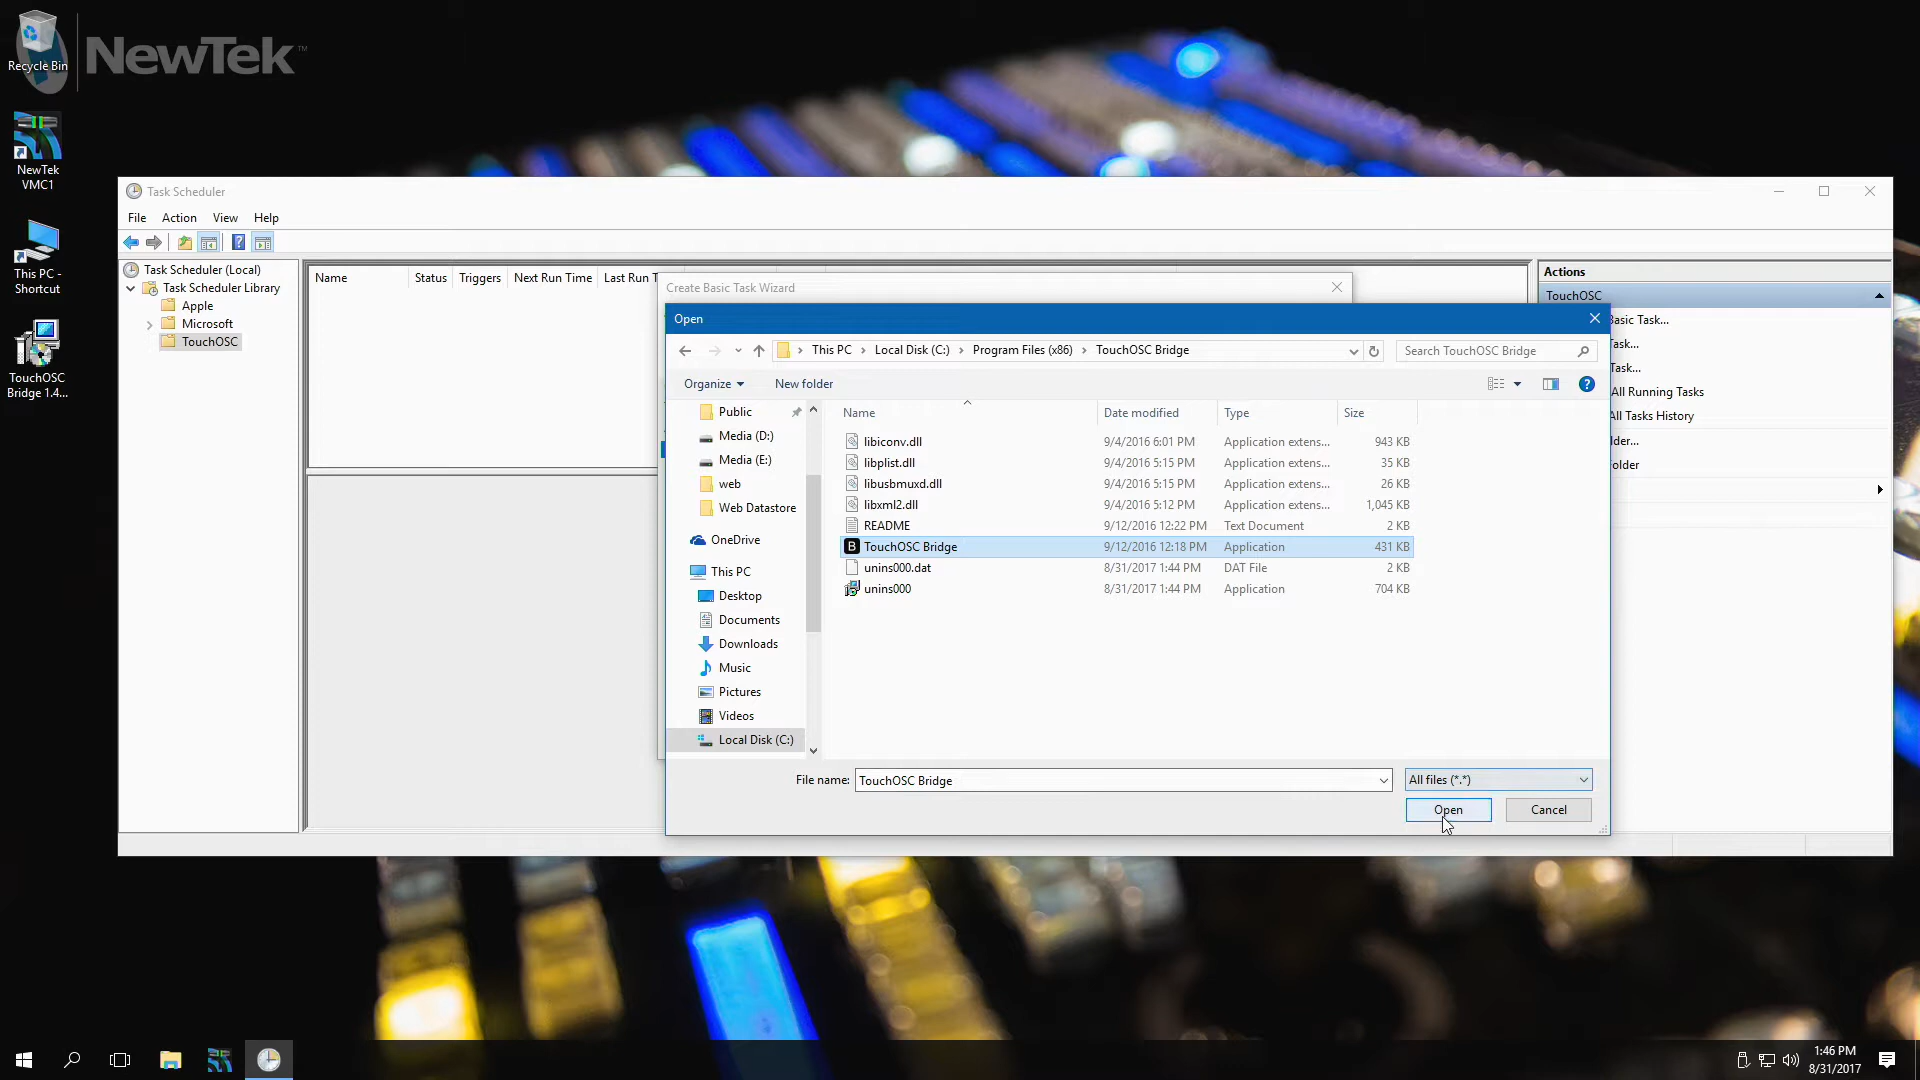 Recycle Bin
NewTek™
NewTek
VMC1
This PC -
Shortcut
TouchOSC
Bridge 1.4...
Task Scheduler
File Action View Help
Task Scheduler (Local)
Task Scheduler Library
Apple
Microsoft
TouchOSC
Name Status Triggers Next Run Time Last Run T
Create Basic Task Wizard
Actions
TouchOSC
Basic Task...
Task...
Task...
All Running Tasks
All Tasks History
lder...
older
Open
This PC > Local Disk (C:) > Program Files (x86) > TouchOSC Bridge
Search TouchOSC Bridge
Organize New folder
Public
Media (D:)
Media (E:)
web
Web Datastore
OneDrive
This PC
Desktop
Documents
Downloads
Music
Pictures
Videos
Local Disk (C:)
Name Date modified Type Size
libiconv.dll 9/4/2016 6:01 PM Application extens... 943 KB
libplist.dll 9/4/2016 5:15 PM Application extens... 35 KB
libusbmuxd.dll 9/4/2016 5:15 PM Application extens... 26 KB
libxml2.dll 9/4/2016 5:12 PM Application extens... 1,045 KB
README 9/12/2016 12:22 PM Text Document 2 KB
B TouchOSC Bridge 9/12/2016 12:18 PM Application 431 KB
unins000.dat 8/31/2017 1:44 PM DAT File 2 KB
unins000 8/31/2017 1:44 PM Application 704 KB
File name: TouchOSC Bridge
All files (*.*)
Open Cancel
1:46 PM
8/31/2017